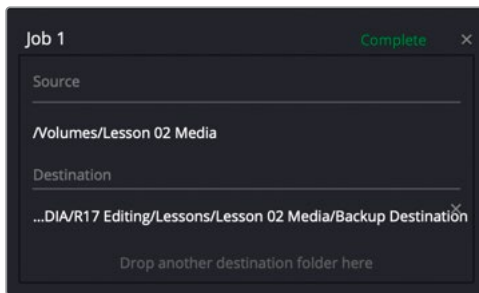 Job 1 Complete ×
Source
/Volumes/Lesson 02 Media
Destination
...DIA/R17 Editing/Lessons/Lesson 02 Media/Backup Destination ×
Drop another destination folder here